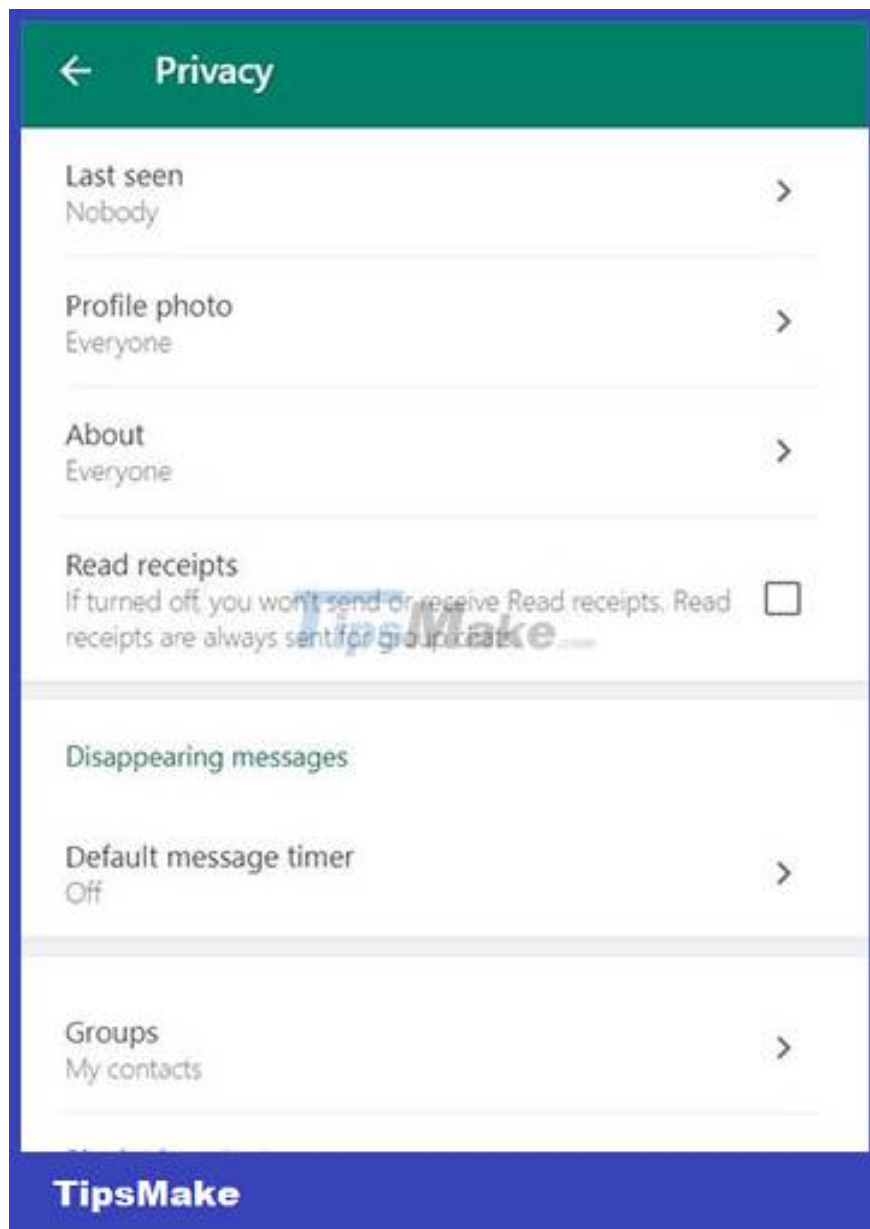 Privacy
Last seen
Nobody
Profile photo
Everyone
About
Everyone
Read receipts
If turned off, you won't send or receive Read receipts. Read
receipts are always sent for group chats.
TipsMake.com
Disappearing messages
Default message timer
Off
Groups
My contacts
TipsMake